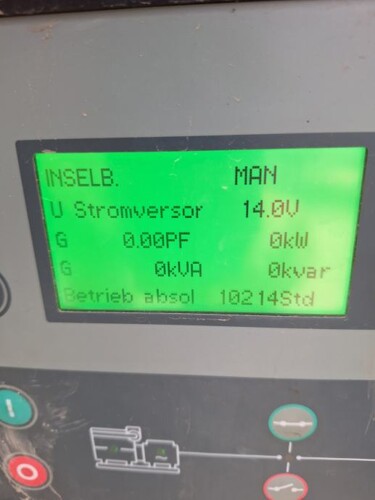 INSELB. MAN
U Stromversor 14.0V
G 0.00PF 0kW
G 0kVA 0kvar
Betrieb absol 10214Std